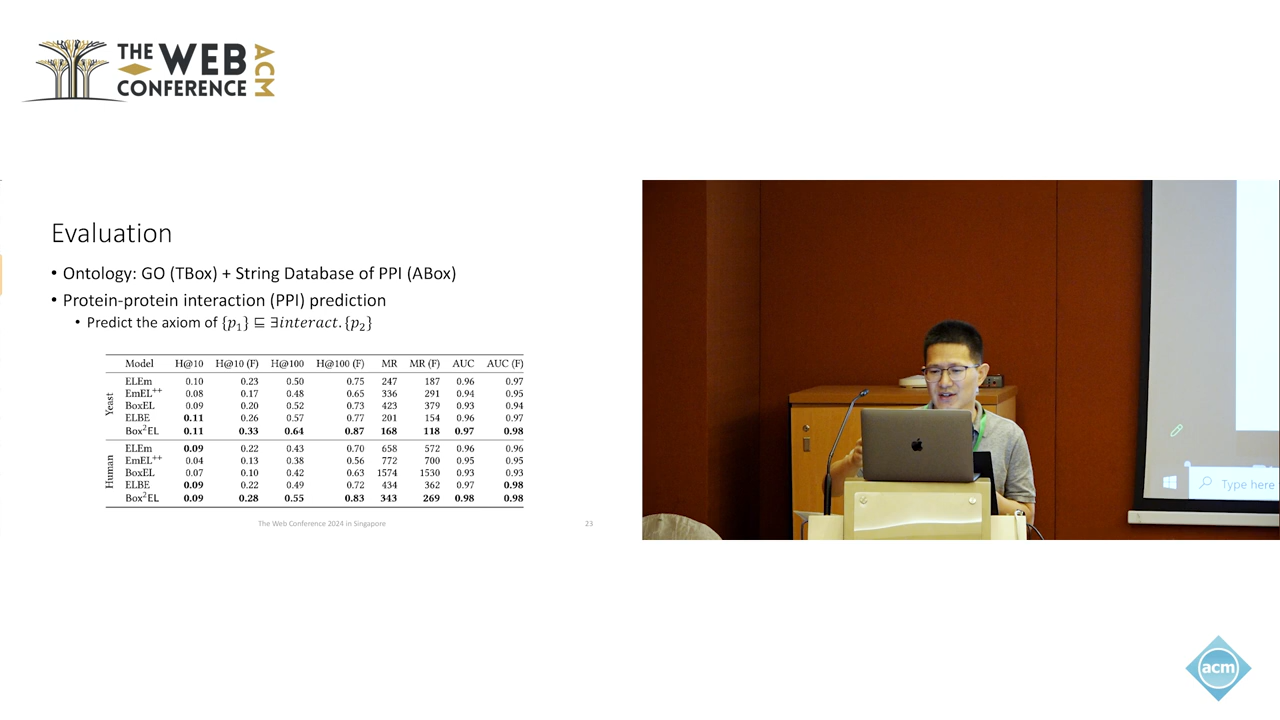 THE WEB CONFERENCE ACM
Evaluation
• Ontology: GO (TBox) + String Database of PPI (ABox)
• Protein-protein interaction (PPI) prediction
• Predict the axiom of {p₁} ⊑ ∃interact.{p₂}
Model H@10 H@10 (F) H@100 H@100 (F) MR MR (F) AUC AUC (F)
Yeast
ELEm 0.10 0.23 0.50 0.75 247 187 0.96 0.97
EmEL⁺⁺ 0.08 0.17 0.48 0.65 336 291 0.94 0.95
BoxEL 0.09 0.20 0.52 0.73 423 379 0.93 0.94
ELBE 0.11 0.26 0.57 0.77 201 154 0.96 0.97
Box²EL 0.11 0.33 0.64 0.87 168 118 0.97 0.98
Human
ELEm 0.09 0.22 0.43 0.70 658 572 0.96 0.96
EmEL⁺⁺ 0.04 0.13 0.38 0.56 772 700 0.95 0.95
BoxEL 0.07 0.10 0.42 0.63 1574 1530 0.93 0.93
ELBE 0.09 0.22 0.49 0.72 434 362 0.96 0.98
Box²EL 0.09 0.28 0.55 0.83 343 269 0.98 0.98
The Web Conference 2024 in Singapore 23
Type here
acm